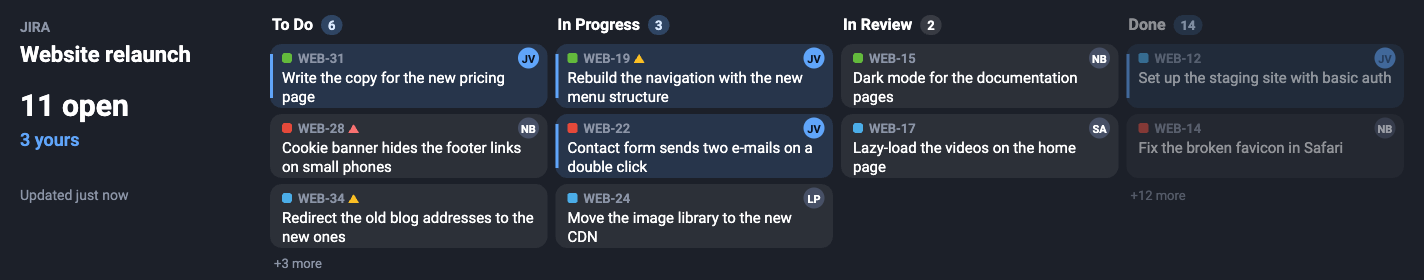 JIRA
Website relaunch
11 open
3 yours
Updated just now
To Do 6
WEB-31 JV
Write the copy for the new pricing
page
WEB-28 NB
Cookie banner hides the footer links
on small phones
WEB-34
Redirect the old blog addresses to the
new ones
+3 more
In Progress 3
WEB-19 JV
Rebuild the navigation with the new
menu structure
WEB-22 JV
Contact form sends two e-mails on a
double click
WEB-24 LP
Move the image library to the new
CDN
In Review 2
WEB-15 NB
Dark mode for the documentation
pages
WEB-17 SA
Lazy-load the videos on the home
page
Done 14
WEB-12 JV
Set up the staging site with basic auth
WEB-14 NB
Fix the broken favicon in Safari
+12 more